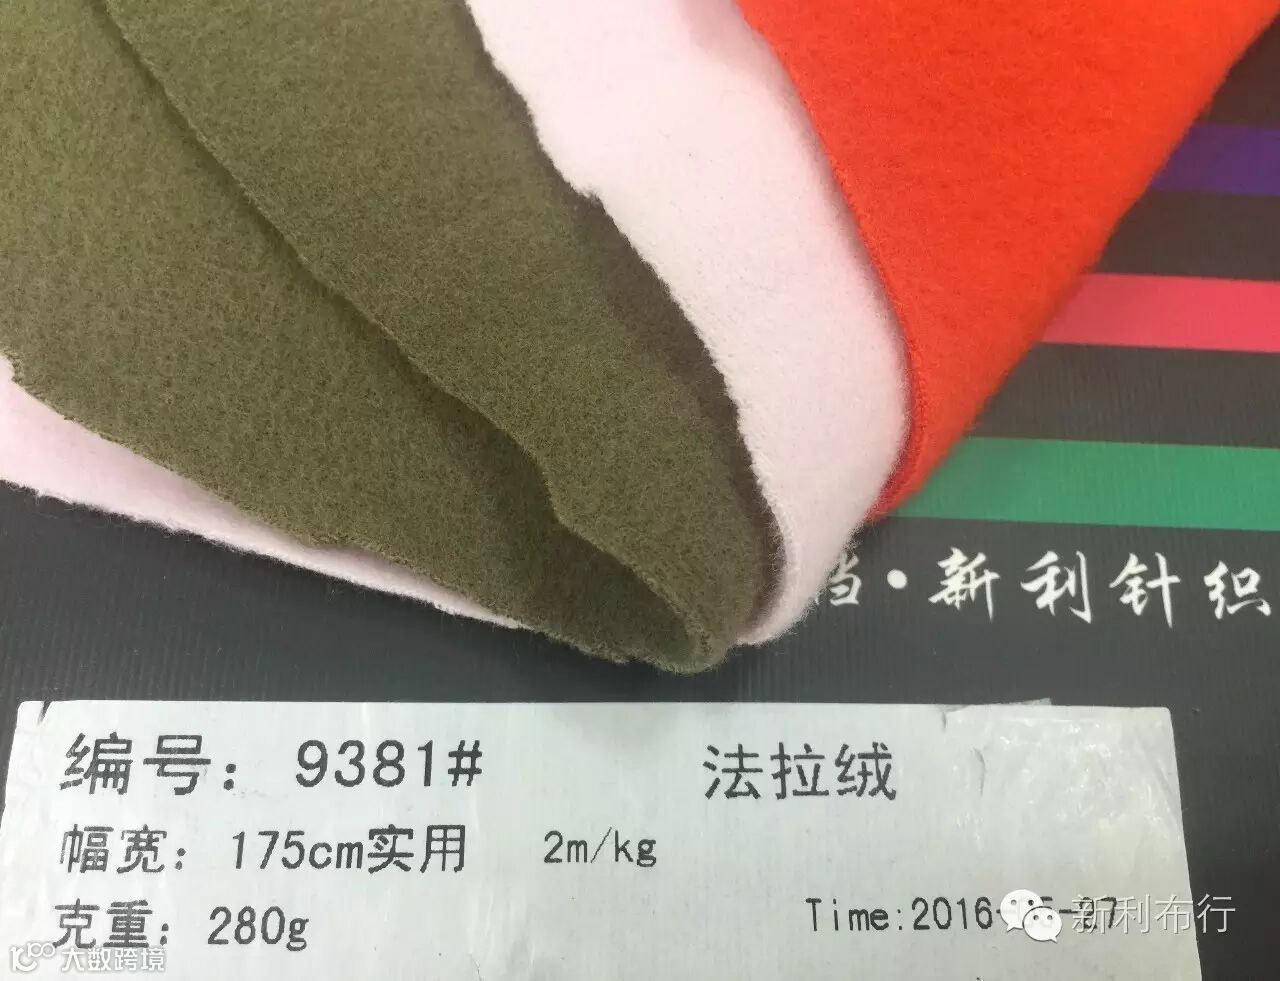 档·新利针织
编号: 9381# 法拉绒
幅宽: 175cm实用 2m/kg
克重: 280g
Time:2016
新利布行
大数跨境